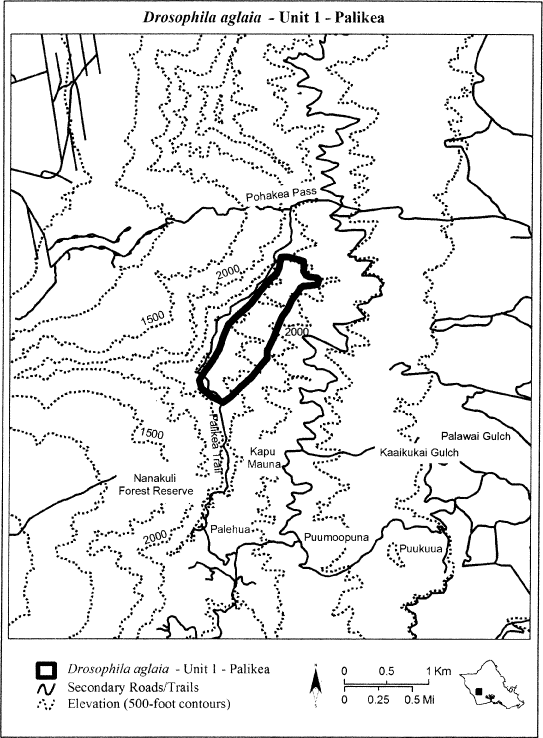 Drosophila aglaia - Unit 1 - Palikea
Pohakea Pass
2000
1500
2000
1500
Palikea Trail
Kapu
Mauna
Palawai Gulch
Kaaikukai Gulch
Nanakuli
Forest Reserve
2000
Palehua
Puumoopuna
Puukuua
Drosophila aglaia - Unit 1 - Palikea
Secondary Roads/Trails
Elevation (500-foot contours)
0 0.5 1 Km
0 0.25 0.5 Mi